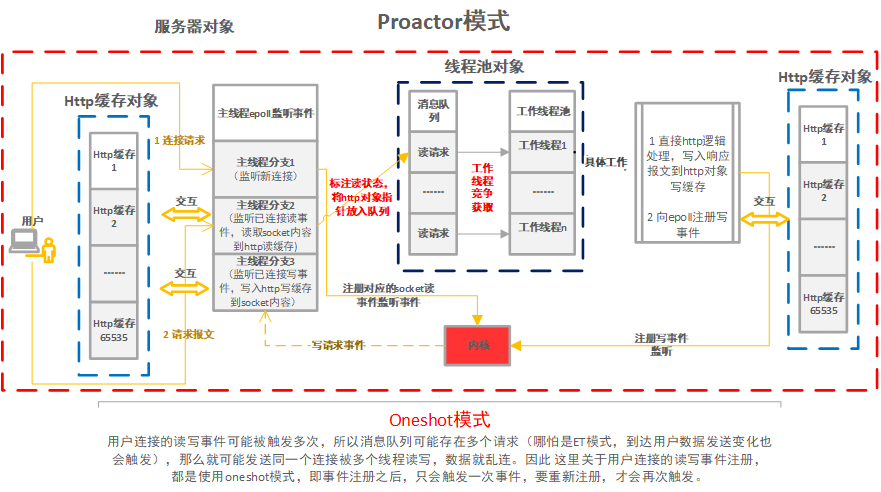 Proactor模式
服务器对象
Http缓存对象
Http缓存
1
Http缓存
2
------
Http缓存
65535
用户
1 连接请求
2 请求报文
交互
交互
主线程epoll监听事件
主线程分支1
（监听新连接）
主线程分支2
（监听已连接读事
件，读取socket内容
到http读缓存）
主线程分支3
（监听已连接写事
件，写入http写缓存
到socket内容）
标注读状态，
将http对象指
针放入队列
线程池对象
消息队
列
读请求
------
读请求
工作
线程
竞争
获取
工作线程池
工作线程1
------
工作线程n
具体工作
1 直接http逻辑
处理，写入响应
报文到http对象
写缓存
2 向epoll注册写
事件
交互
Http缓存对象
Http缓存
1
Http缓存
2
------
Http缓存
65535
注册对应的socket读
事件监听事件
写请求事件
内核
注册写事件
监听
Oneshot模式
用户连接的读写事件可能被触发多次，所以消息队列可能存在多个请求（哪怕是ET模式，到达用户数据发送变化也
会触发），那么就可能发送同一个连接被多个线程读写，数据就乱连。因此 这里关于用户连接的读写事件注册，
都是使用oneshot模式，即事件注册之后，只会触发一次事件，要重新注册，才会再次触发。